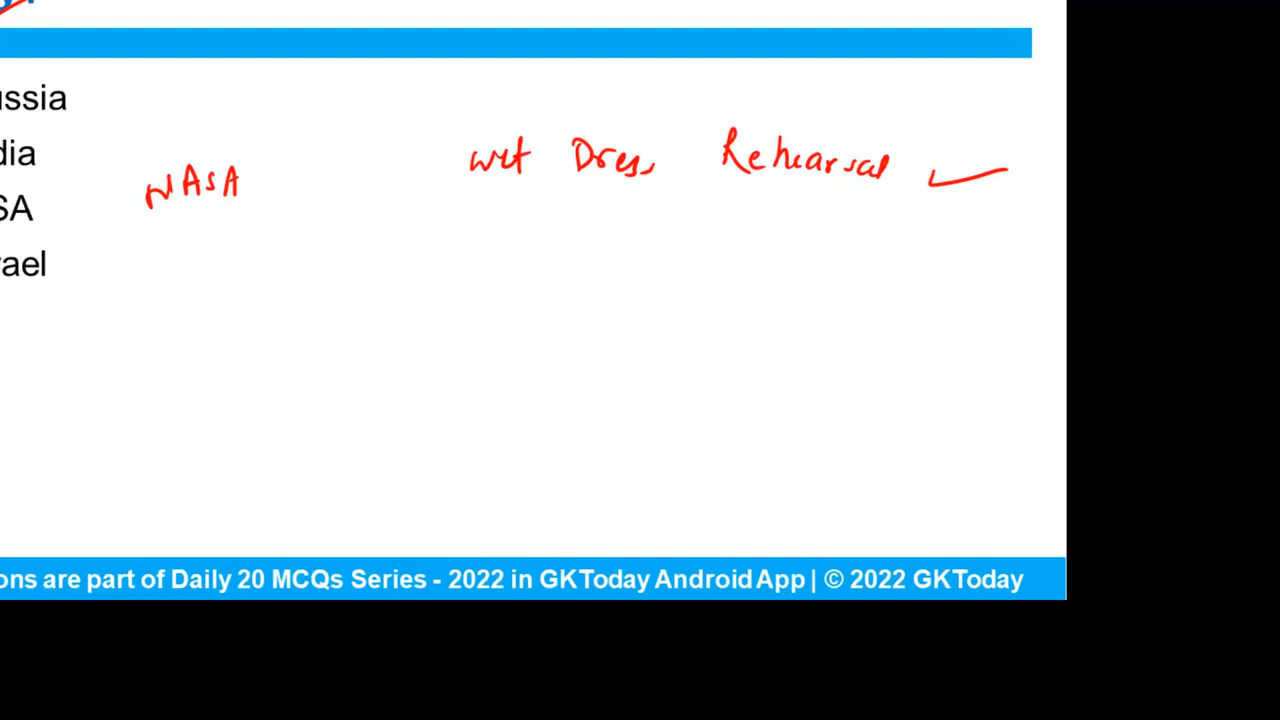 ussia
dia
SA
rael
NASA
wet Dress Rehearsal
ons are part of Daily 20 MCQs Series - 2022 in GKToday Android App | © 2022 GKToday